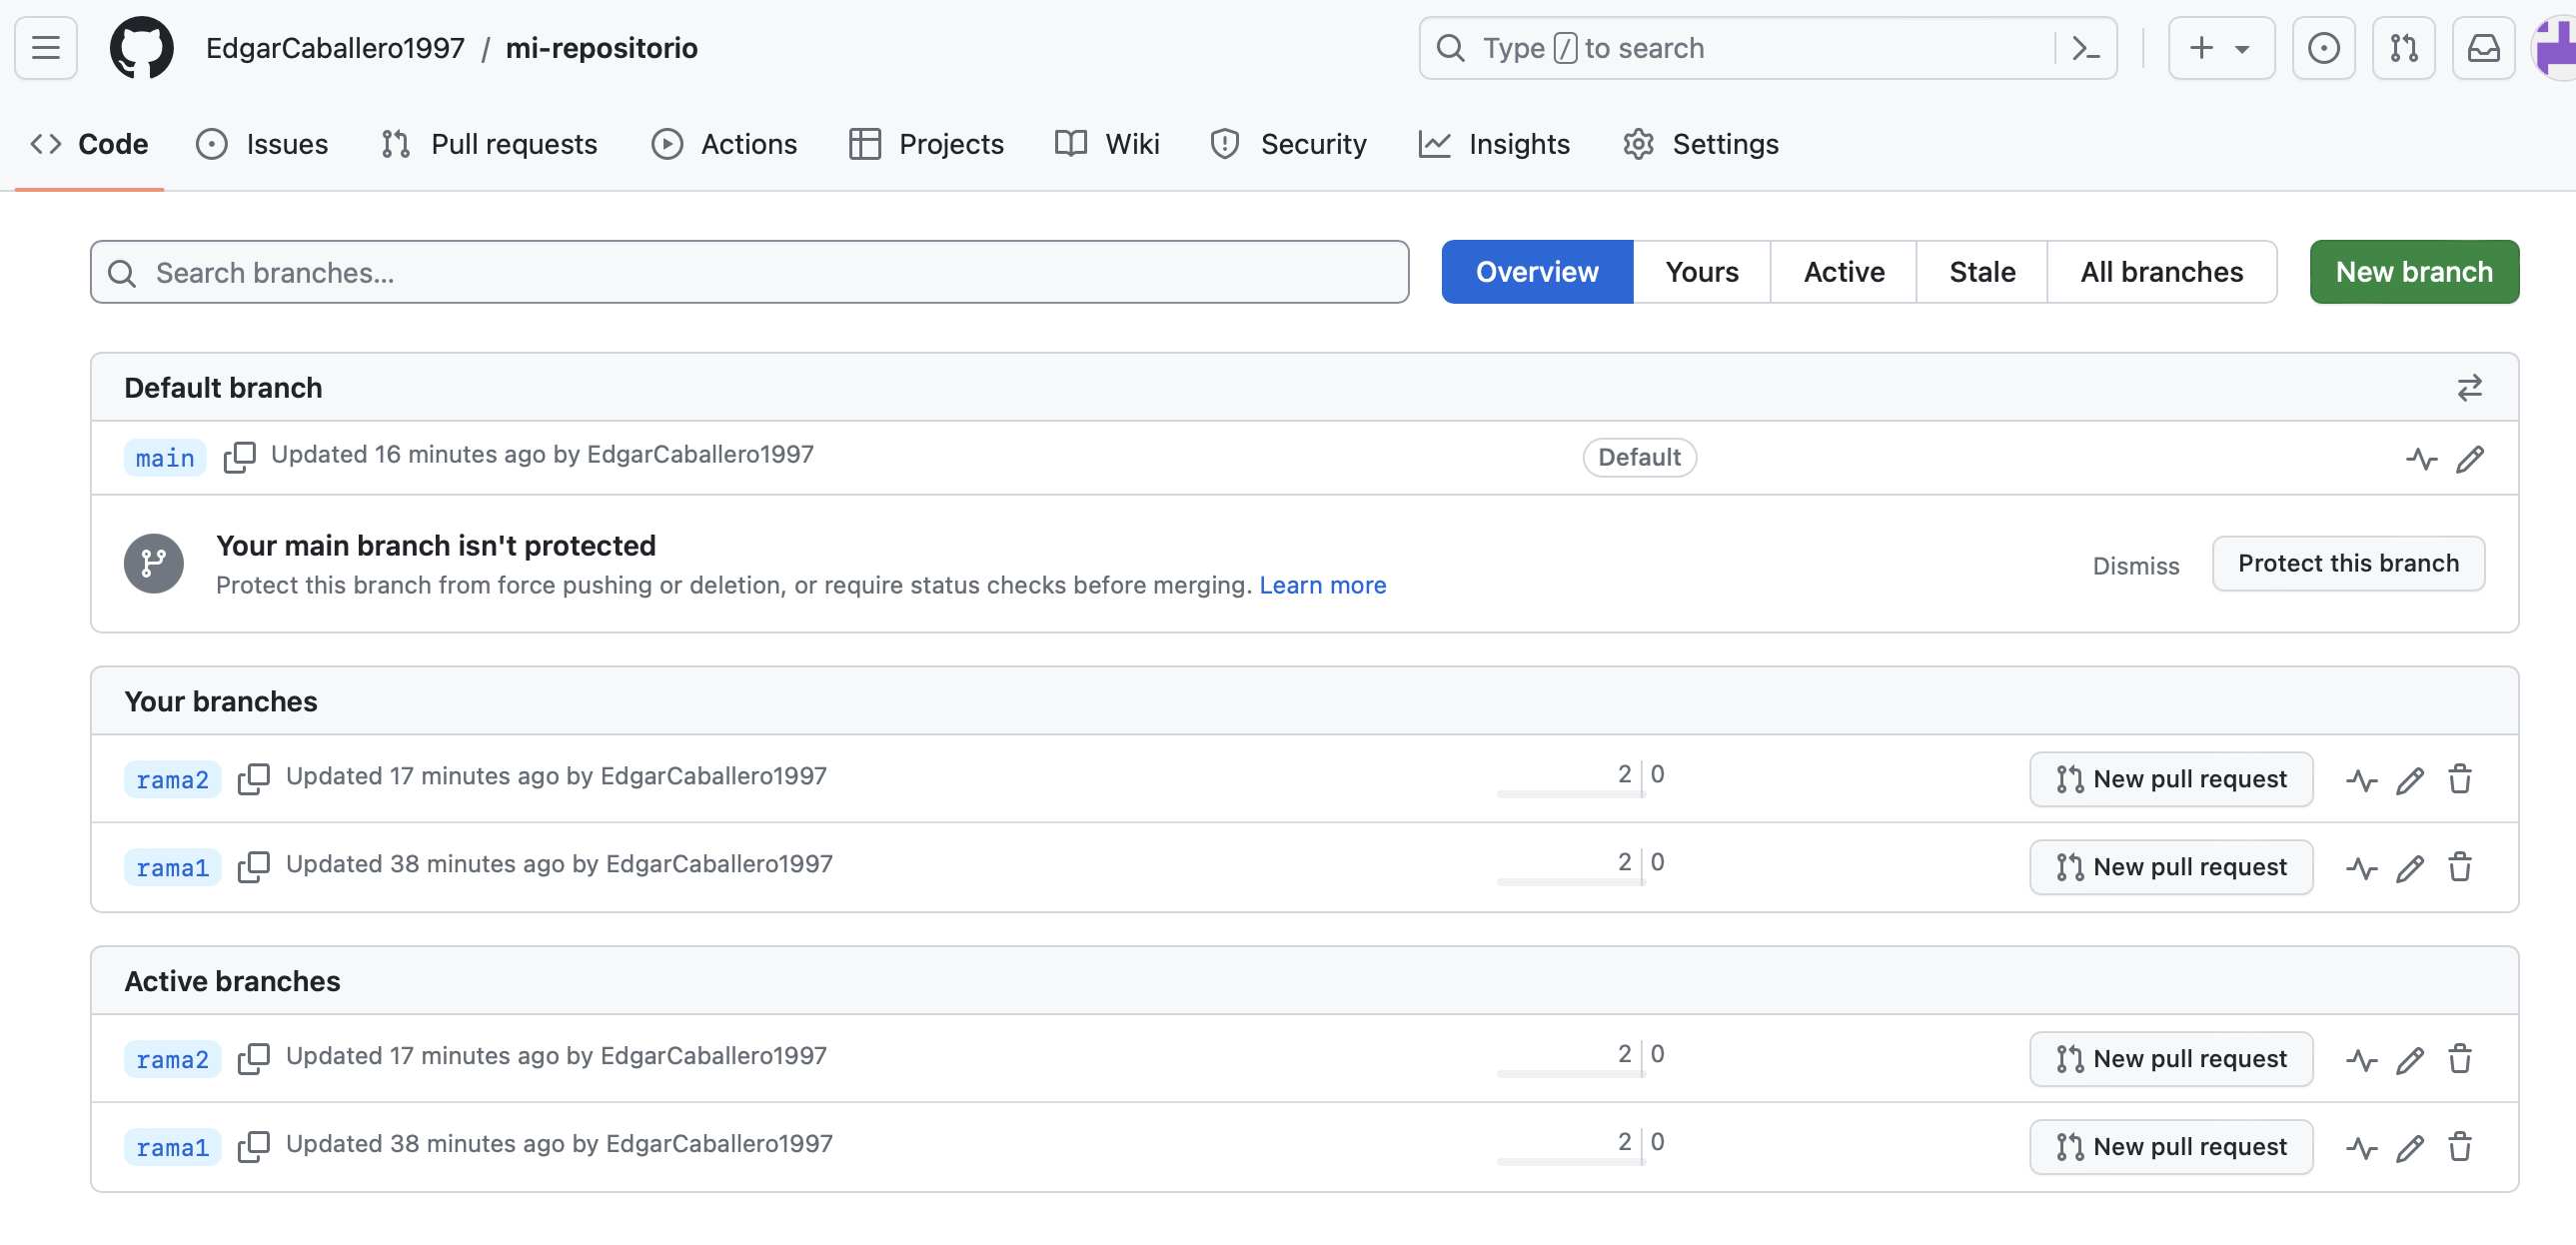 EdgarCaballero1997 / mi-repositorio
Type / to search
Code Issues Pull requests Actions Projects Wiki Security Insights Settings
Search branches...
Overview Yours Active Stale All branches New branch
Default branch
main Updated 16 minutes ago by EdgarCaballero1997 Default
Your main branch isn't protected
Protect this branch from force pushing or deletion, or require status checks before merging. Learn more
Dismiss Protect this branch
Your branches
rama2 Updated 17 minutes ago by EdgarCaballero1997 2 0 New pull request
rama1 Updated 38 minutes ago by EdgarCaballero1997 2 0 New pull request
Active branches
rama2 Updated 17 minutes ago by EdgarCaballero1997 2 0 New pull request
rama1 Updated 38 minutes ago by EdgarCaballero1997 2 0 New pull request